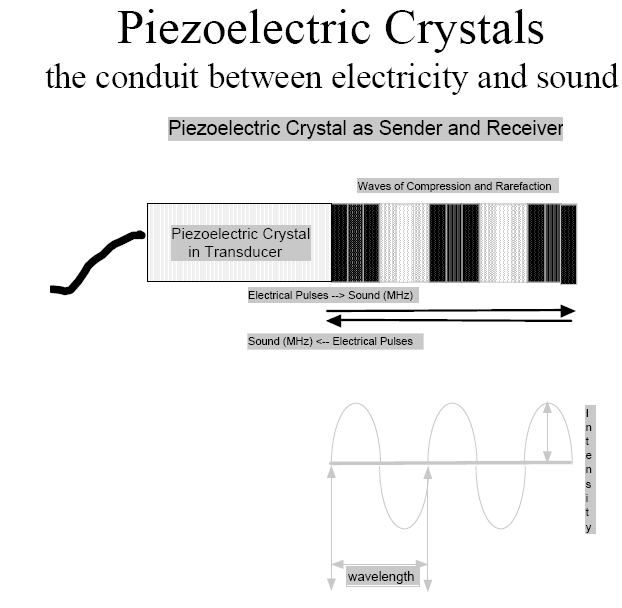 Piezoelectric Crystals
the conduit between electricity and sound
Piezoelectric Crystal as Sender and Receiver
Waves of Compression and Rarefaction
Piezoelectric Crystal
in Transducer
Electrical Pulses --> Sound (MHz)
Sound (MHz) <-- Electrical Pulses
Intensity
wavelength